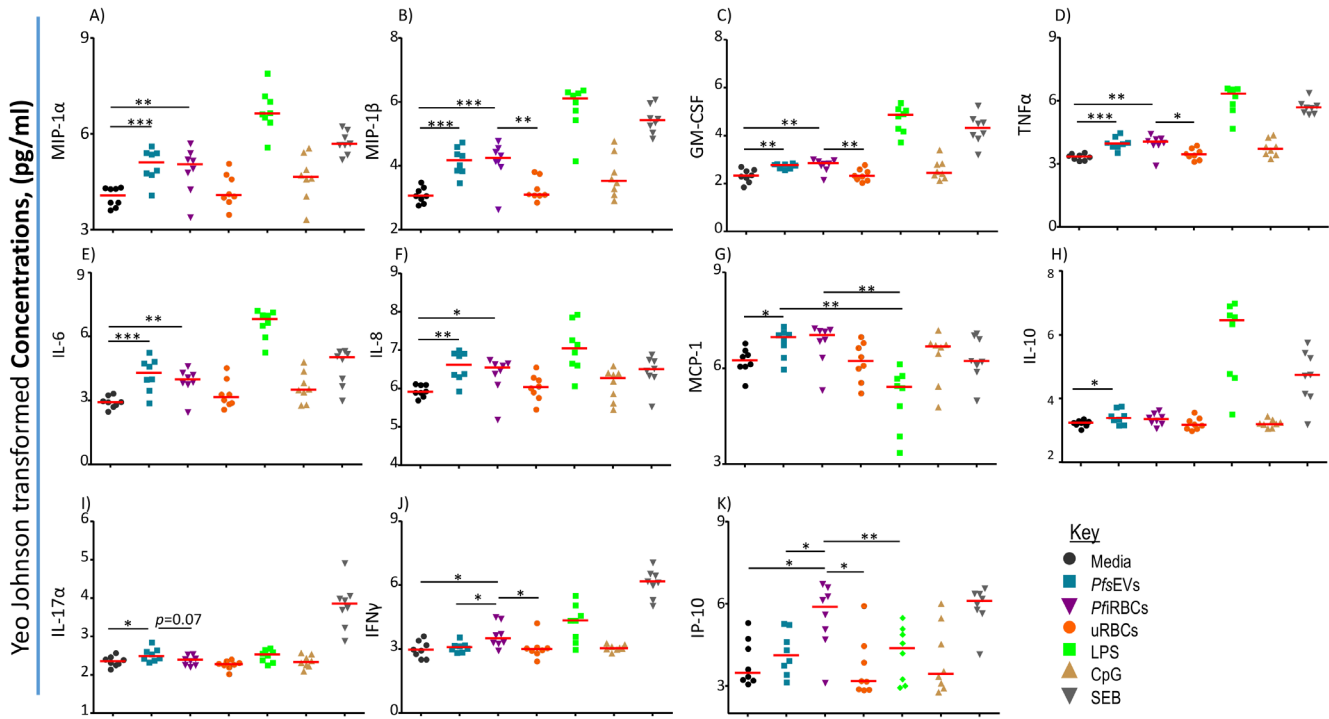 Yeo Johnson transformed Concentrations, (pg/ml)
A)
MIP-1α
9
6
3
**
***
B)
MIP-1β
8
6
4
2
***
***
**
C)
GM-CSF
8
6
4
2
0
**
**
**
D)
TNFα
9
6
3
0
**
***
*
E)
IL-6
9
6
3
0
**
***
F)
IL-8
9
8
7
6
5
4
*
**
G)
MCP-1
9
6
3
**
**
*
H)
IL-10
8
6
4
2
*
I)
IL-17α
6
5
4
3
2
1
*
p=0.07
J)
IFNγ
9
6
3
0
*
*
*
K)
IP-10
9
6
3
**
*
*
*
Key
Media
PfsEVs
PfiRBCs
uRBCs
LPS
CpG
SEB